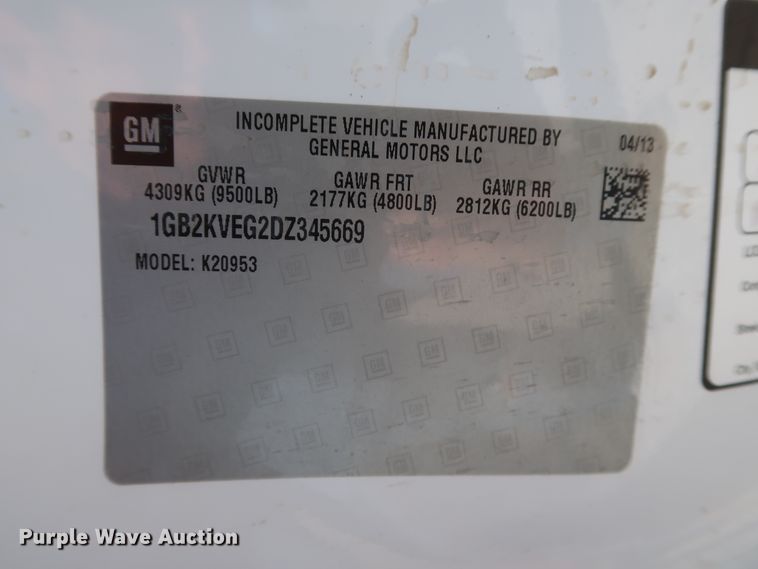 GM
INCOMPLETE VEHICLE MANUFACTURED BY
GENERAL MOTORS LLC
04/13
GVWR GAWR FRT GAWR RR
4309KG (9500LB) 2177KG (4800LB) 2812KG (6200LB)
1GB2KVEG2DZ345669
MODEL: K20953
Purple Wave Auction